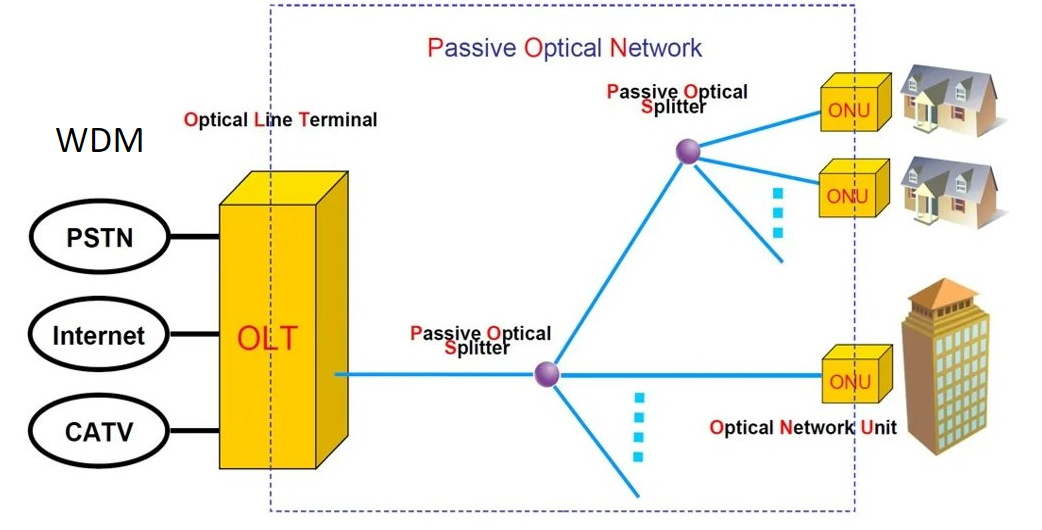 Passive Optical Network
Passive Optical
Splitter
ONU
Optical Line Terminal
WDM
ONU
PSTN
Internet
OLT
Passive Optical
Splitter
ONU
CATV
Optical Network Unit